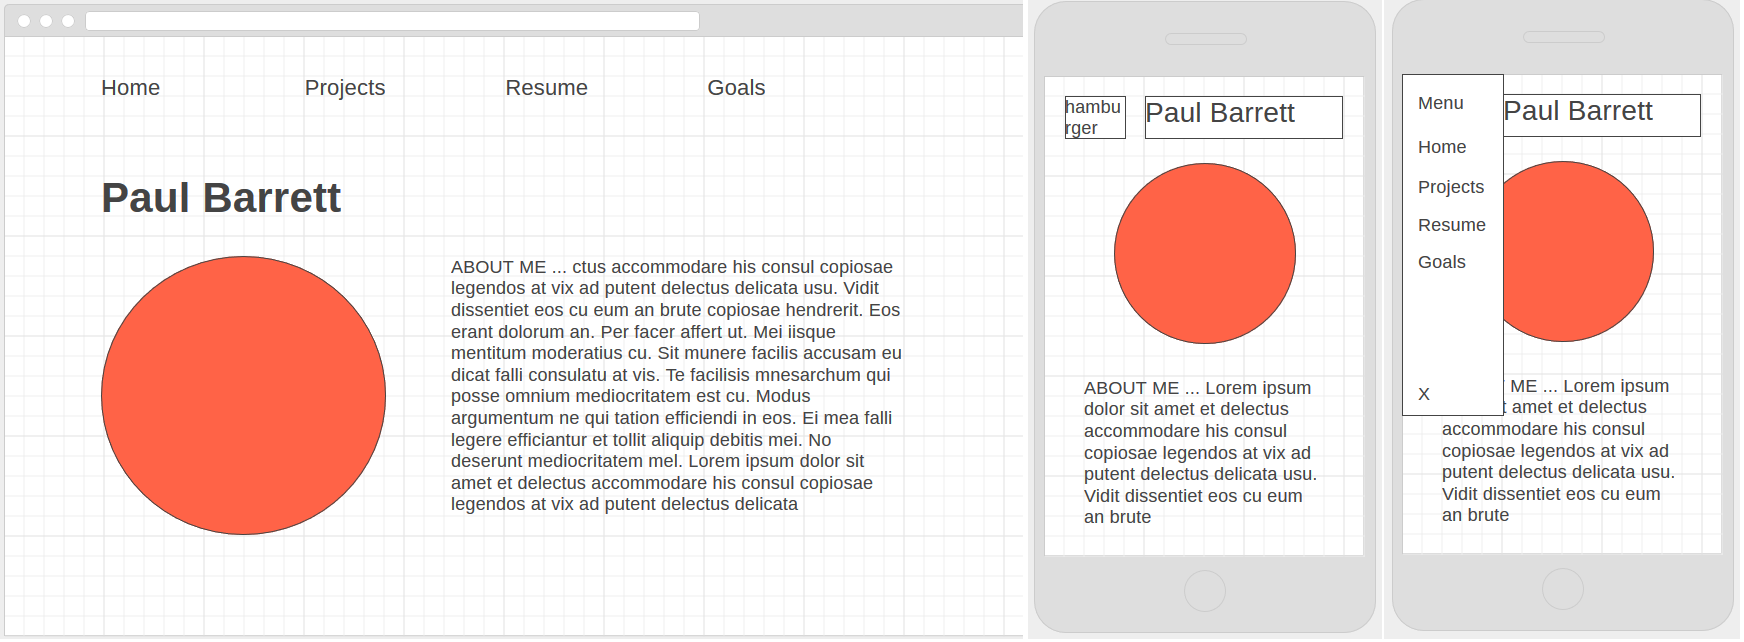 Home Projects Resume Goals
Paul Barrett
ABOUT ME ... ctus accommodare his consul copiosae
legendos at vix ad putent delectus delicata usu. Vidit
dissentiet eos cu eum an brute copiosae hendrerit. Eos
erant dolorum an. Per facer affert ut. Mei iisque
mentitum moderatius cu. Sit munere facilis accusam eu
dicat falli consulatu at vis. Te facilisis mnesarchum qui
posse omnium mediocritatem est cu. Modus
argumentum ne qui tation efficiendi in eos. Ei mea falli
legere efficiantur et tollit aliquip debitis mei. No
deserunt mediocritatem mel. Lorem ipsum dolor sit
amet et delectus accommodare his consul copiosae
legendos at vix ad putent delectus delicata
hambu
rger
Paul Barrett
ABOUT ME ... Lorem ipsum
dolor sit amet et delectus
accommodare his consul
copiosae legendos at vix ad
putent delectus delicata usu.
Vidit dissentiet eos cu eum
an brute
Menu
Home
Projects
Resume
Goals
X
Paul Barrett
ME ... Lorem ipsum
amet et delectus
accommodare his consul
copiosae legendos at vix ad
putent delectus delicata usu.
Vidit dissentiet eos cu eum
an brute